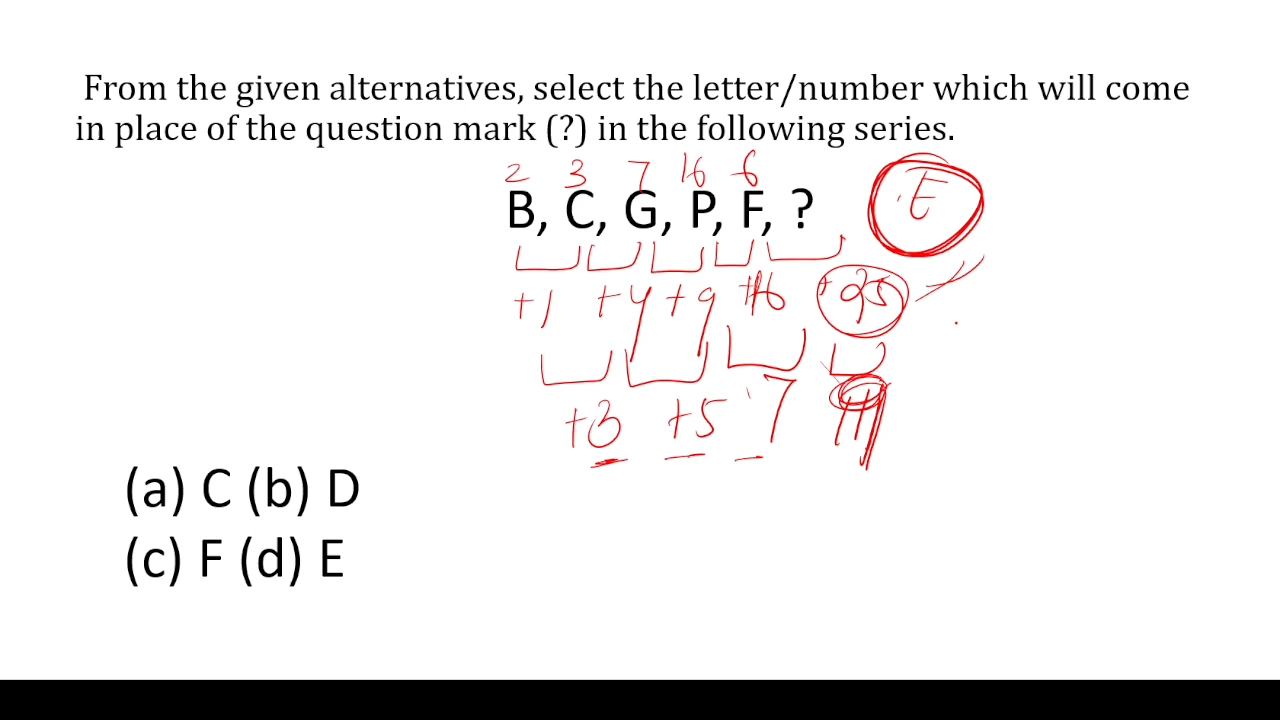 From the given alternatives, select the letter/number which will come
in place of the question mark (?) in the following series.
2 3 7 16 6
B, C, G, P, F, ?
E
+1 +4 +9 +16 +25
+3 +5 7
(a) C (b) D
(c) F (d) E